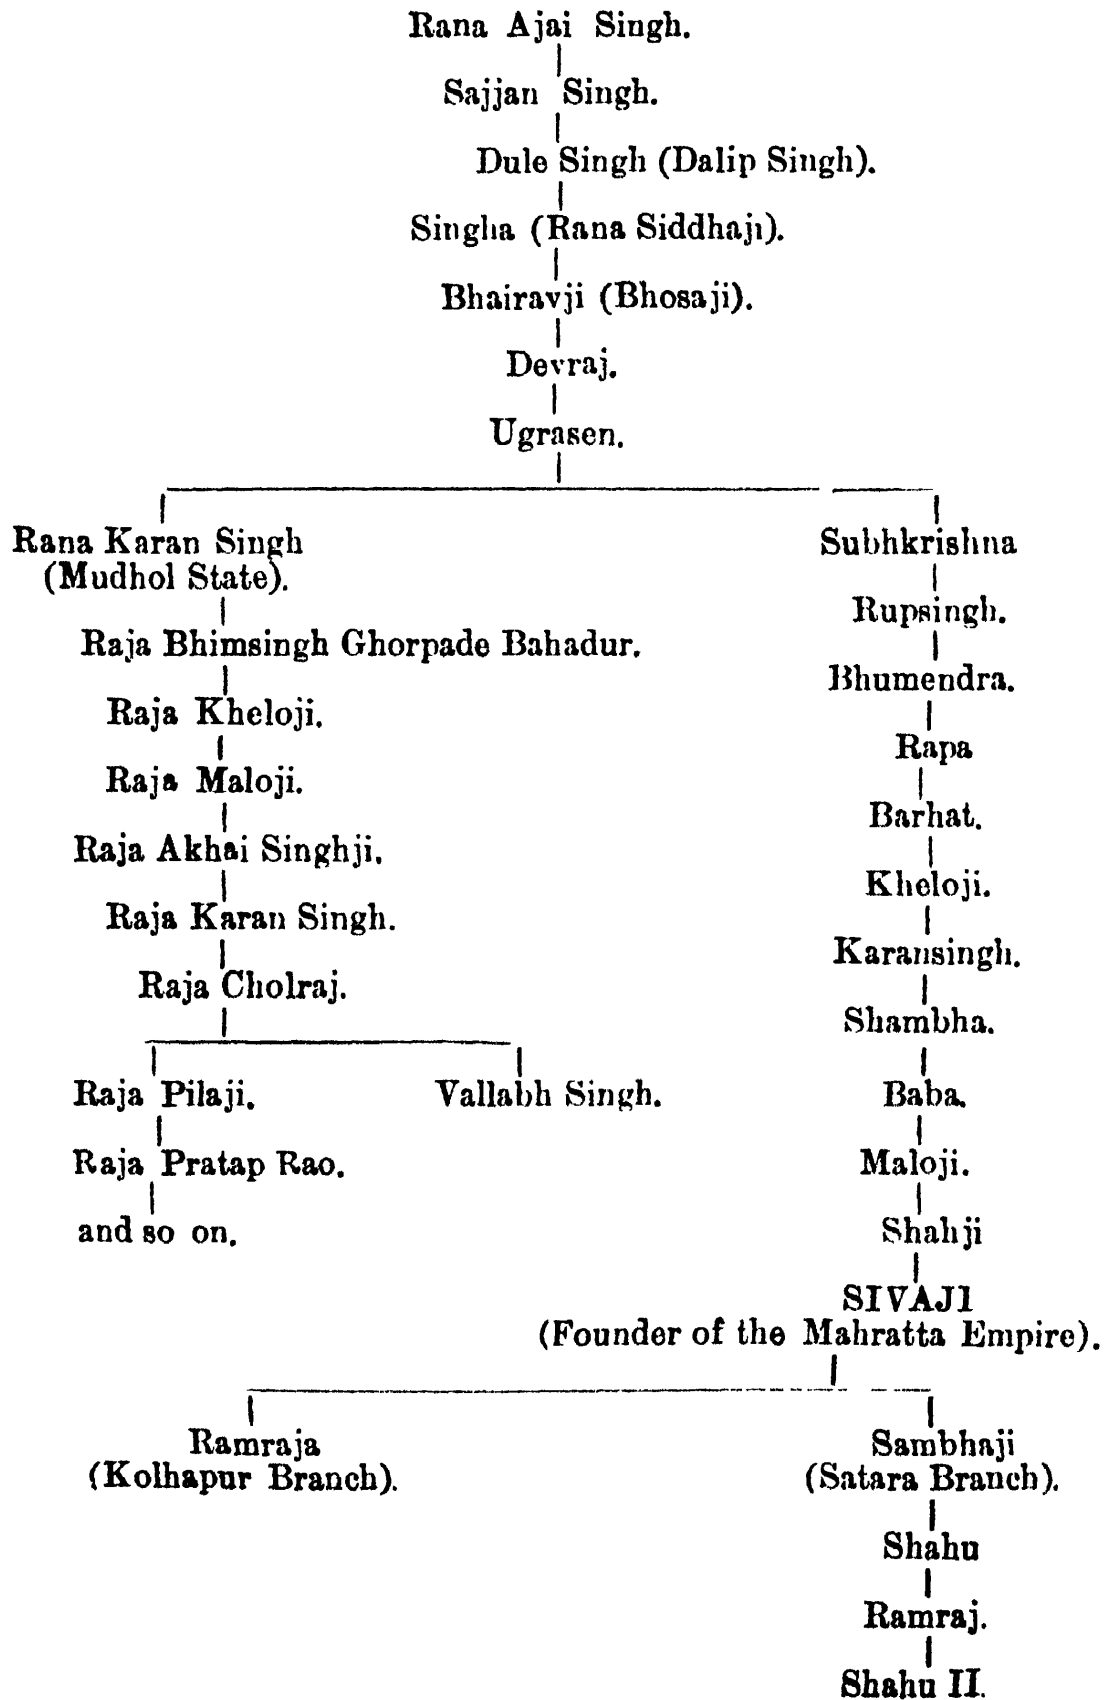 Rana Ajai Singh.
Sajjan Singh.
Dule Singh (Dalip Singh).
Singha (Rana Siddhaji).
Bhairavji (Bhosaji).
Devraj.
Ugrasen.
Rana Karan Singh
(Mudhol State).
Raja Bhimsingh Ghorpade Bahadur.
Raja Kheloji.
Raja Maloji.
Raja Akhai Singhji.
Raja Karan Singh.
Raja Cholraj.
Raja Pilaji.
Vallabh Singh.
Raja Pratap Rao.
and so on.
Subhkrishna
Rupsingh.
Bhumendra.
Rapa
Barhat.
Kheloji.
Karansingh.
Shambha.
Baba.
Maloji.
Shahji
SIVAJI
(Founder of the Mahratta Empire).
Ramraja
(Kolhapur Branch).
Sambhaji
(Satara Branch).
Shahu
Ramraj.
Shahu II.